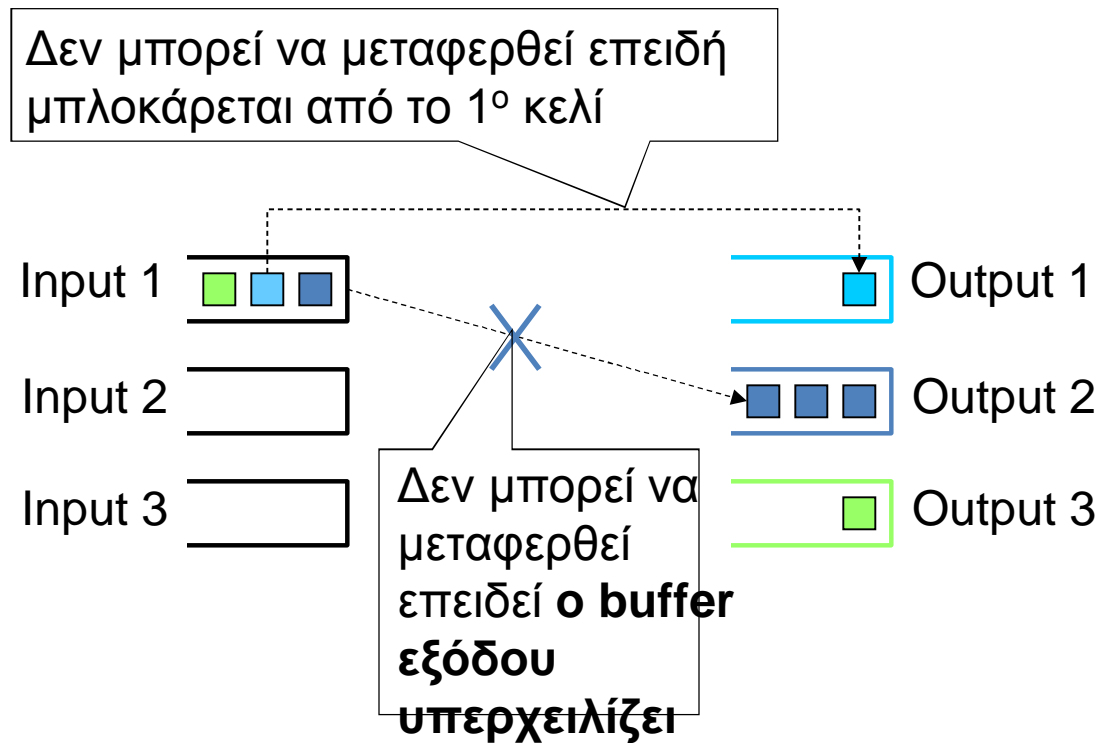 Δεν μπορεί να μεταφερθεί επειδή
μπλοκάρεται από το 1ο κελί
Input 1
Output 1
Input 2
Output 2
Input 3
Output 3
Δεν μπορεί να
μεταφερθεί
επειδεί ο buffer
εξόδου
υπερχειλίζει